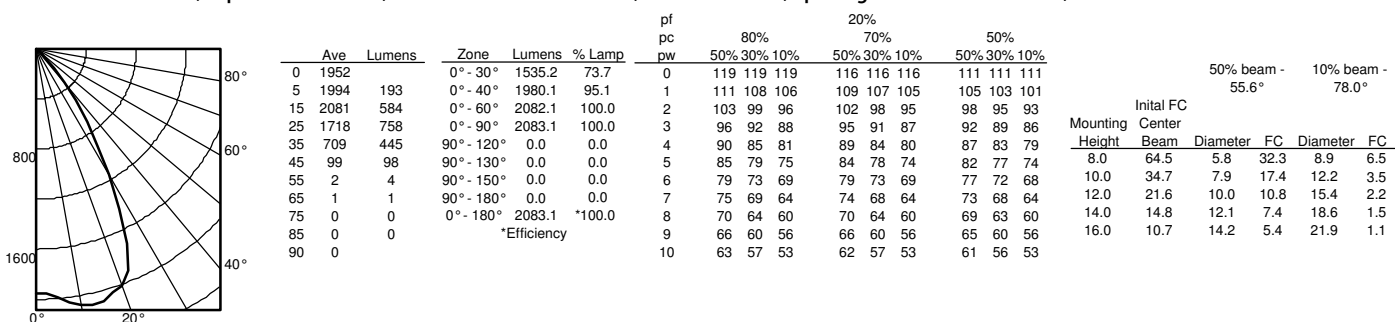 pf 20%
pc 80% 70% 50%
Ave Lumens Zone Lumens % Lamp pw 50% 30% 10% 50% 30% 10% 50% 30% 10%
0 1952 0° - 30° 1535.2 73.7 0 119 119 119 116 116 116 111 111 111
5 1994 193 0° - 40° 1980.1 95.1 1 111 108 106 109 107 105 105 103 101
15 2081 584 0° - 60° 2082.1 100.0 2 103 99 96 102 98 95 98 95 93
25 1718 758 0° - 90° 2083.1 100.0 3 96 92 88 95 91 87 92 89 86
35 709 445 90° - 120° 0.0 0.0 4 90 85 81 89 84 80 87 83 79
45 99 98 90° - 130° 0.0 0.0 5 85 79 75 84 78 74 82 77 74
55 2 4 90° - 150° 0.0 0.0 6 79 73 69 79 73 69 77 72 68
65 1 1 90° - 180° 0.0 0.0 7 75 69 64 74 68 64 73 68 64
75 0 0 0° - 180° 2083.1 *100.0 8 70 64 60 70 64 60 69 63 60
85 0 0 *Efficiency 9 66 60 56 66 60 56 65 60 56
90 0 10 63 57 53 62 57 53 61 56 53
80°
60°
40°
800
1600
0° 20°
50% beam - 10% beam -
55.6° 78.0°
Inital FC
Mounting Center
Height Beam Diameter FC Diameter FC
8.0 64.5 5.8 32.3 8.9 6.5
10.0 34.7 7.9 17.4 12.2 3.5
12.0 21.6 10.0 10.8 15.4 2.2
14.0 14.8 12.1 7.4 18.6 1.5
16.0 10.7 14.2 5.4 21.9 1.1